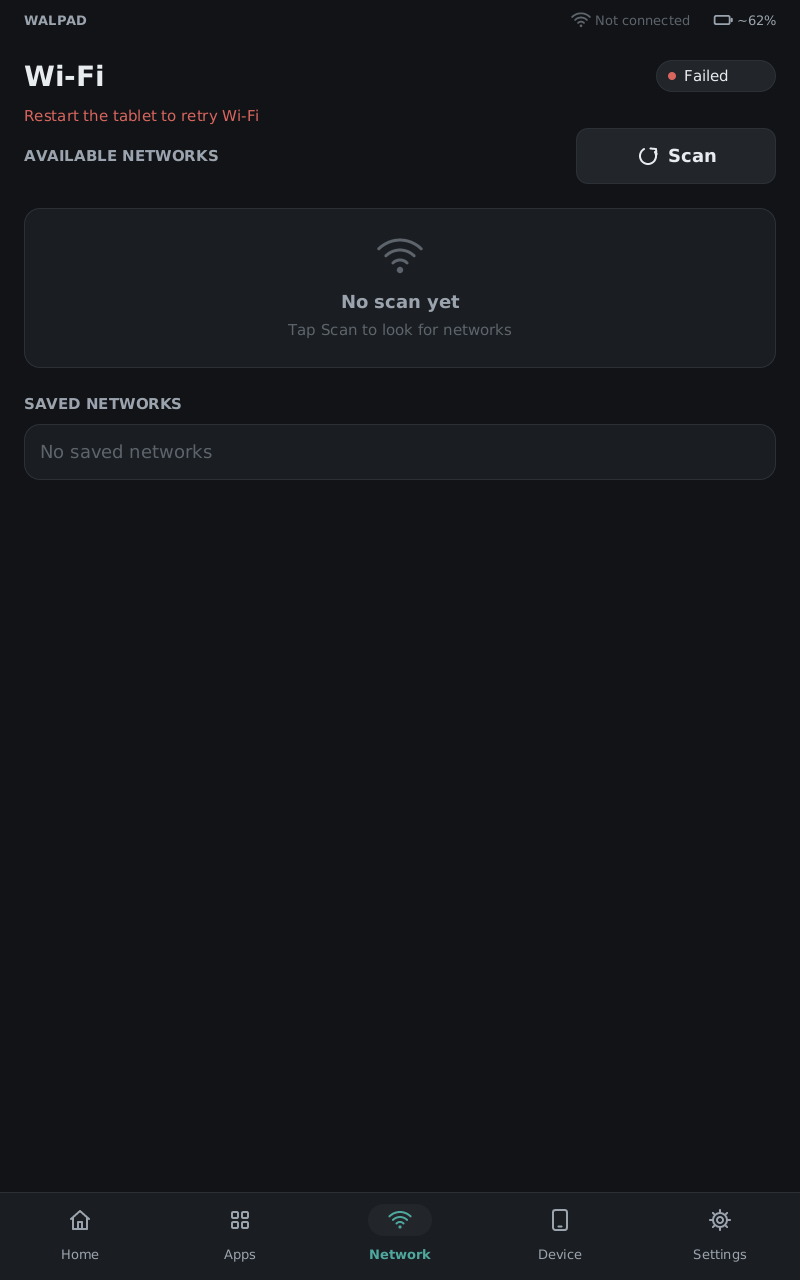 WALPAD
Not connected
~62%
Wi-Fi
Failed
Restart the tablet to retry Wi-Fi
AVAILABLE NETWORKS
Scan
No scan yet
Tap Scan to look for networks
SAVED NETWORKS
No saved networks
Home
Apps
Network
Device
Settings